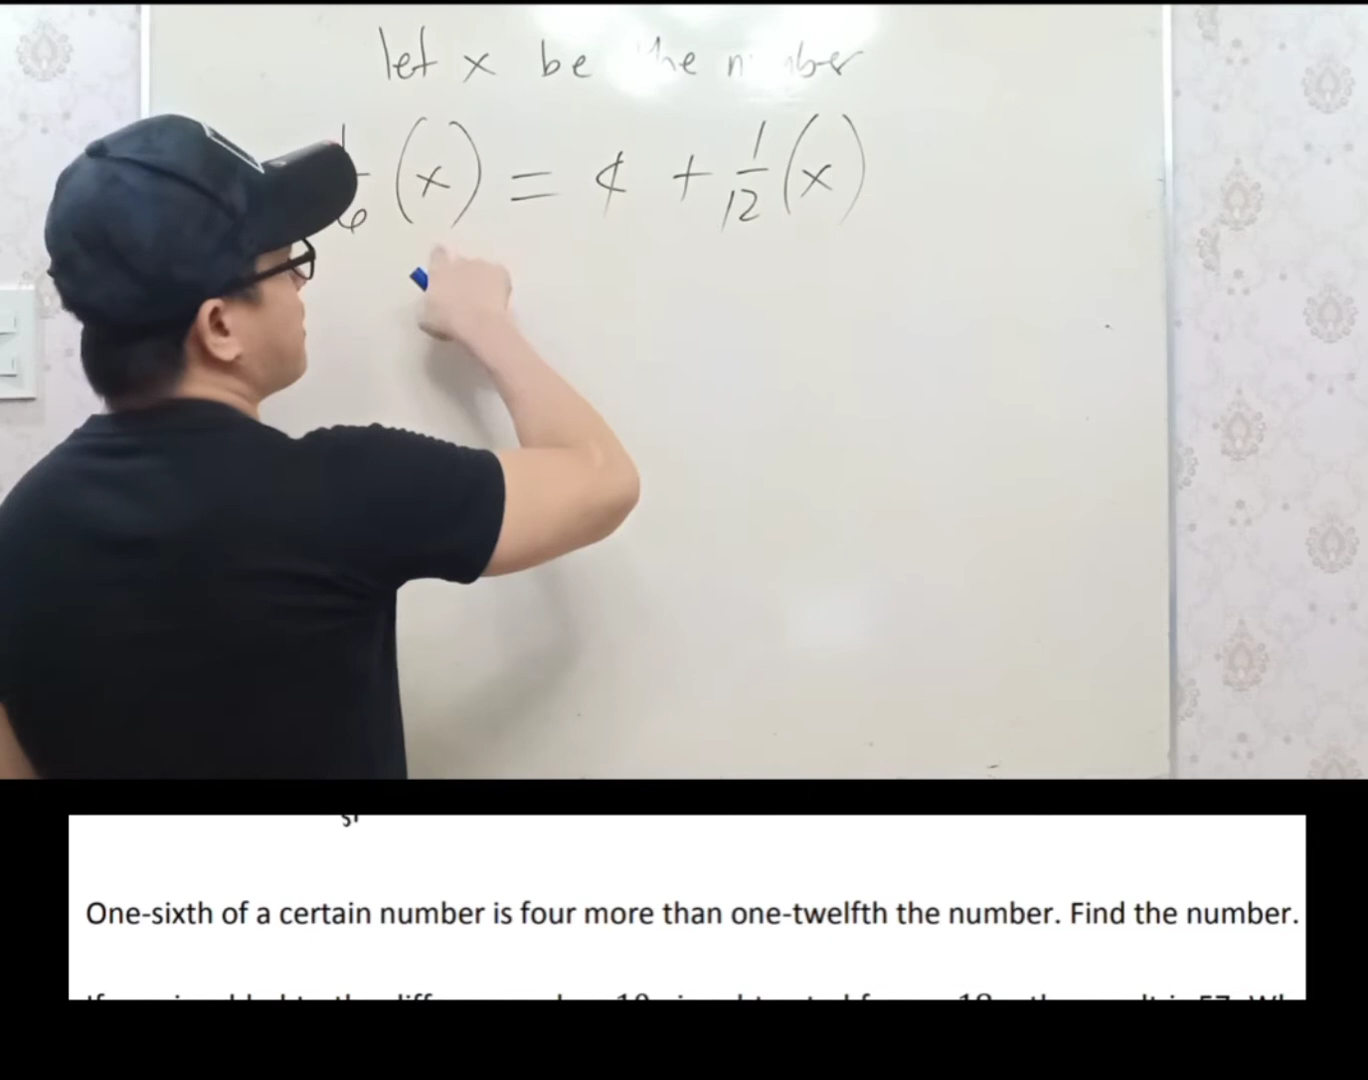 let x be the number
1/6 (x) = 4 + 1/12 (x)
One-sixth of a certain number is four more than one-twelfth the number. Find the number.